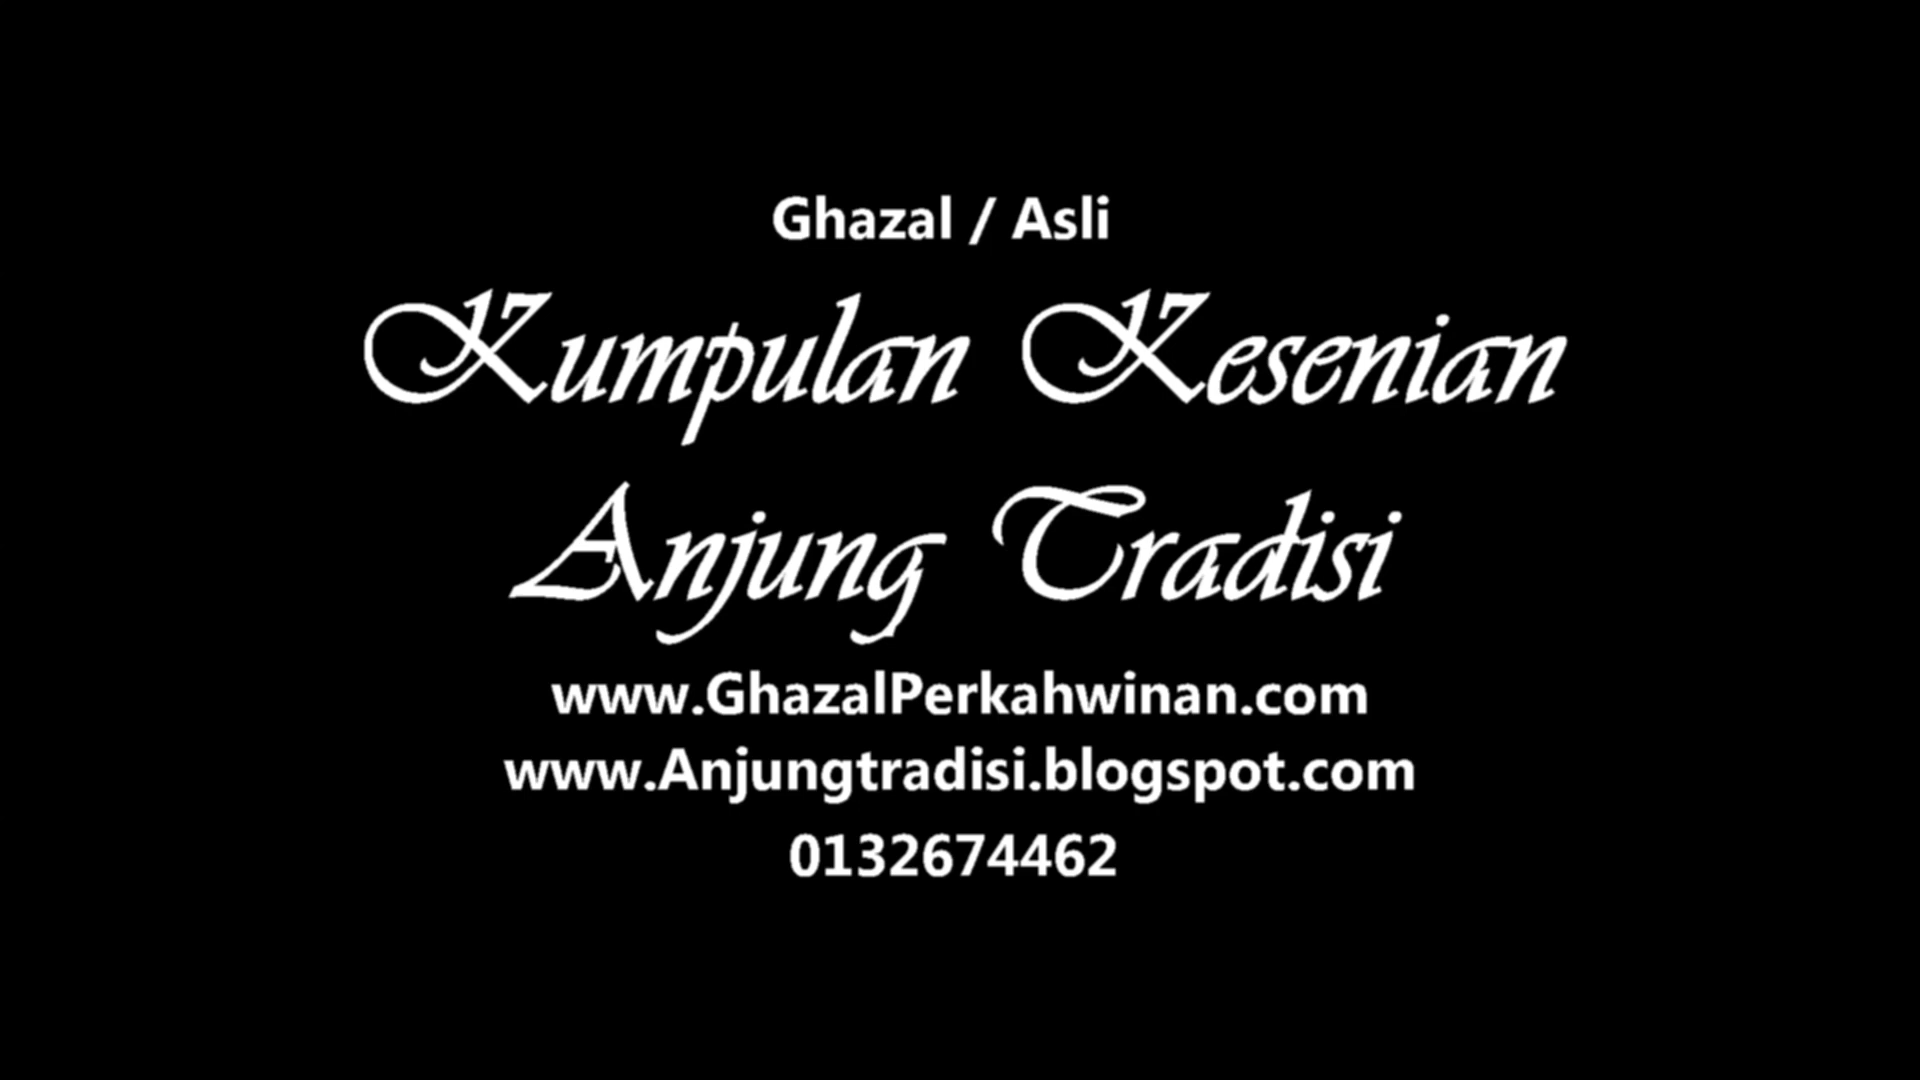 Ghazal / Asli
Kumpulan Kesenian
Anjung Tradisi
www.GhazalPerkahwinan.com
www.Anjungtradisi.blogspot.com
0132674462